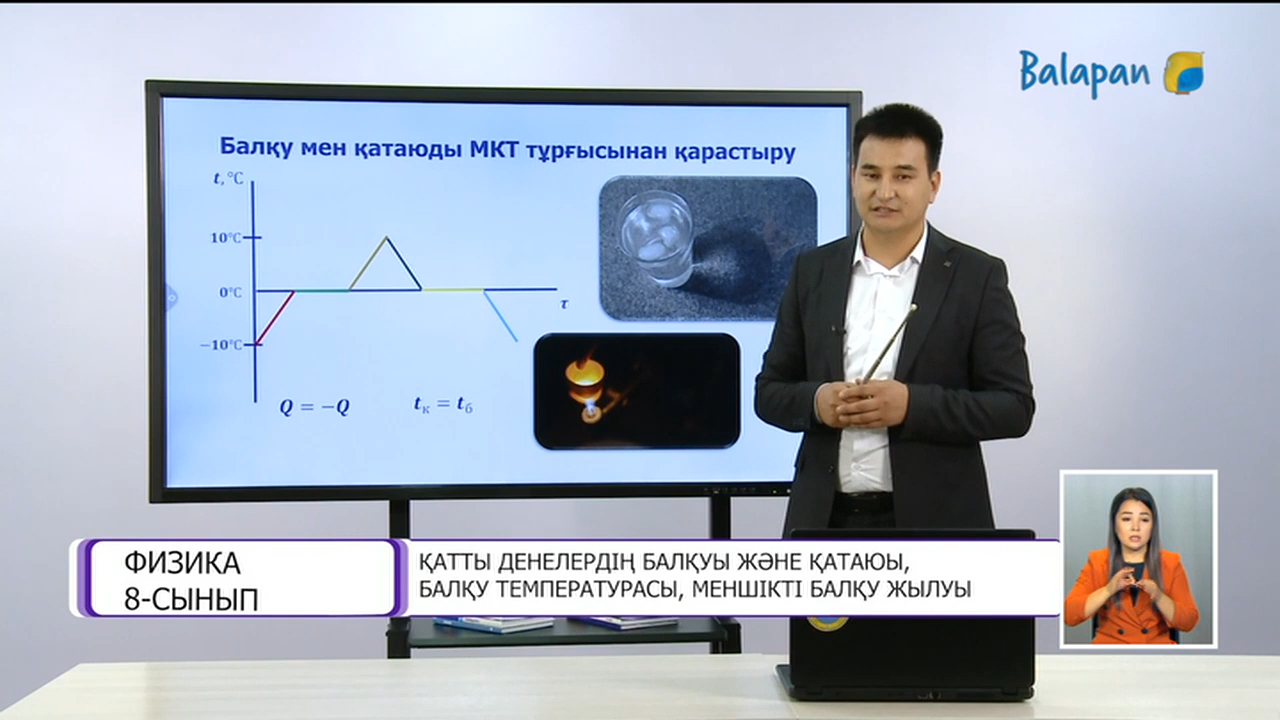 Balapan
Балқу мен қатаюды МКТ тұрғысынан қарастыру
t,°C
10°C
0°C
τ
−10°C
Q = −Q
tк = tб
ФИЗИКА
8-СЫНЫП
ҚАТТЫ ДЕНЕЛЕРДІҢ БАЛҚУЫ ЖӘНЕ ҚАТАЮЫ,
БАЛҚУ ТЕМПЕРАТУРАСЫ, МЕНШІКТІ БАЛҚУ ЖЫЛУЫ